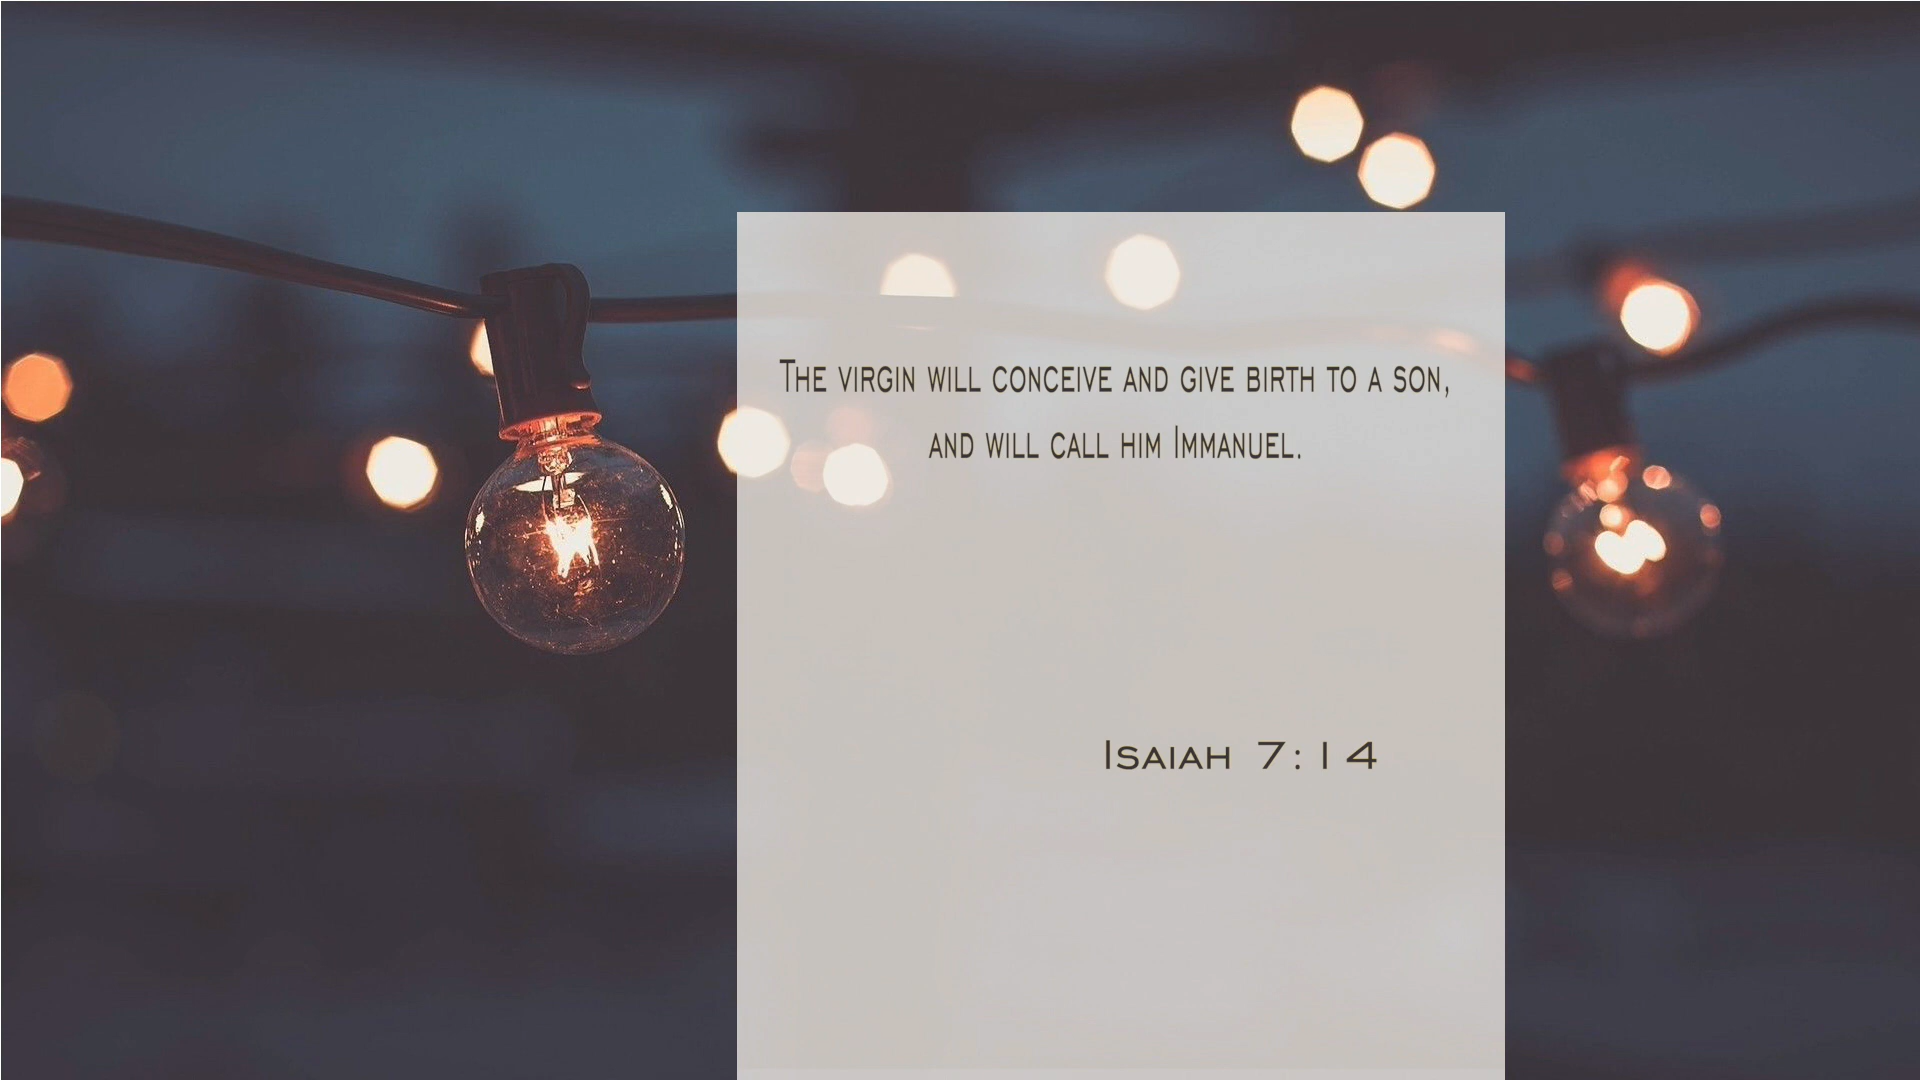 The virgin will conceive and give birth to a son,
and will call him Immanuel.
Isaiah 7:14